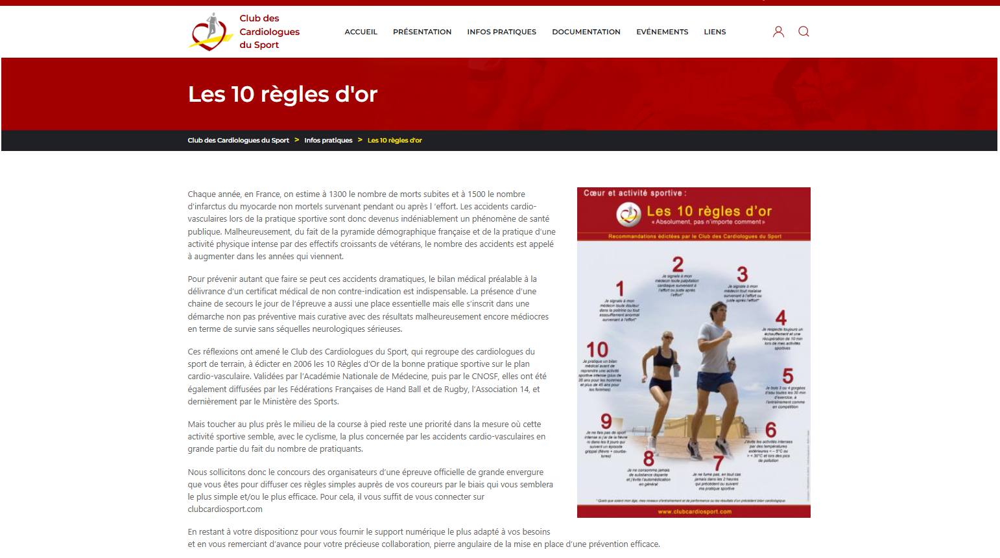 Club des
Cardiologues
du Sport
ACCUEIL PRÉSENTATION INFOS PRATIQUES DOCUMENTATION EVÉNEMENTS LIENS
Les 10 règles d'or
Club des Cardiologues du Sport > Infos pratiques > Les 10 règles d'or
Chaque année, en France, on estime à 1300 le nombre de morts subites et à 1500 le nombre
d’infarctus du myocarde non mortels survenant pendant ou après l ‘effort. Les accidents cardio-
vasculaires lors de la pratique sportive sont donc devenus indéniablement un phénomène de santé
publique. Malheureusement, du fait de la pyramide démographique française et de la pratique d’une
activité physique intense par des effectifs croissants de vétérans, le nombre des accidents est appelé
à augmenter dans les années qui viennent.
Pour prévenir autant que faire se peut ces accidents dramatiques, le bilan médical préalable à la
délivrance d’un certificat médical de non contre-indication est indispensable. La présence d’une
chaine de secours le jour de l’épreuve a aussi une place essentielle mais elle s’inscrit dans une
démarche non pas préventive mais curative avec des résultats malheureusement encore médiocres
en terme de survie sans séquelles neurologiques sérieuses.
Ces réflexions ont amené le Club des Cardiologues du Sport, qui regroupe des cardiologues du
sport de terrain, à édicter en 2006 les 10 Règles d’Or de la bonne pratique sportive sur le plan
cardio-vasculaire. Validées par l’Académie Nationale de Médecine, puis par le CNOSF, elles ont été
également diffusées par les Fédérations Françaises de Hand Ball et de Rugby, l’Association 14, et
dernièrement par le Ministère des Sports.
Mais toucher au plus près le milieu de la course à pied reste une priorité dans la mesure où cette
activité sportive semble, avec le cyclisme, la plus concernée par les accidents cardio-vasculaires en
grande partie du fait du nombre de pratiquants.
Nous sollicitons donc le concours des organisateurs d’une épreuve officielle de grande envergure
que vous êtes pour diffuser ces règles simples auprès de vos coureurs par le biais qui vous semblera
le plus simple et/ou le plus efficace. Pour cela, il vous suffit de vous connecter sur
clubcardiosport.com
En restant à votre dispositionz pour vous fournir le support numérique le plus adapté à vos besoins
et en vous remerciant d’avance pour votre précieuse collaboration, pierre angulaire de la mise en place d’une prévention efficace.
Cœur et activité sportive :
Les 10 règles d’or
« Absolument, pas n’importe comment »
Recommandations édictées par le Club des Cardiologues du Sport
1
Je signale à mon
médecin toute douleur
dans la poitrine ou tout
essoufflement anormal
survenant à l'effort*
2
Je signale à mon
médecin toute palpitation
cardiaque survenant à
l'effort ou juste après
l'effort*
3
Je signale à mon
médecin tout malaise
survenant à l'effort ou
juste après l'effort*
4
Je respecte toujours un
échauffement et une
récupération de 10 min
lors de mes activités
sportives
5
Je bois 3 ou 4 gorgées
d'eau toutes les 30 min
d'exercice, à
l'entraînement comme
en compétition
6
J'évite les activités intenses
par des températures
extérieures < – 5°C ou
> + 30°C et lors des pics
de pollution
7
Je ne fume pas, en tout cas
jamais dans les 2 heures
qui précèdent ou suivent
ma pratique sportive
8
Je ne consomme jamais
de substance dopante
et j'évite l'automédication
en général
9
Je ne fais pas de sport
intense si j'ai de la fièvre
ni dans les 8 jours qui
suivent un épisode
grippal (fièvre + courba-
tures)
10
Je pratique un bilan
médical avant de
reprendre une activité
sportive intense (plus de
35 ans pour les hommes
et plus de 45 ans pour
les femmes)
* Quels que soient mon âge, mes niveaux d'entraînement et de performance ou les résultats d'un précédent bilan cardiologique
www.clubcardiosport.com